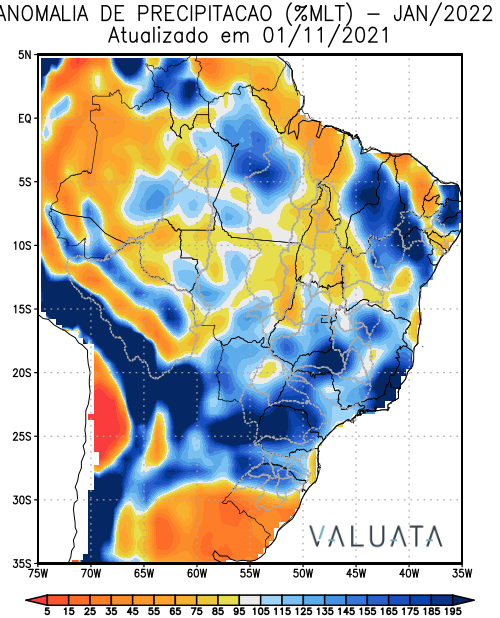 ANOMALIA DE PRECIPITACAO (%MLT) – JAN/2022
Atualizado em 01/11/2021
5N
EQ
5S
10S
15S
20S
25S
30S
35S
VALUATA
75W 70W 65W 60W 55W 50W 45W 40W 35W
5 15 25 35 45 55 65 75 85 95 105 115 125 135 145 155 165 175 185 195